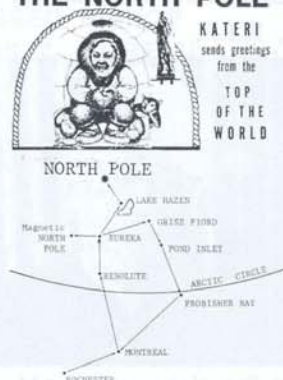 THE NORTH POLE
KATERI
sends greetings
from the
TOP
OF THE
WORLD
NORTH POLE
LAKE HAZEN
GRISE FIORD
Magnetic
NORTH
POLE
EUREKA
POND INLET
RESOLUTE
ARCTIC CIRCLE
FROBISHER BAY
MONTREAL
ROCHESTER